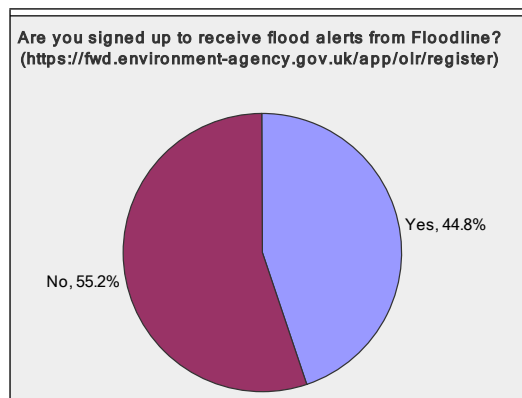 Are you signed up to receive flood alerts from Floodline?
(https://fwd.environment-agency.gov.uk/app/olr/register)
Yes, 44.8%
No, 55.2%